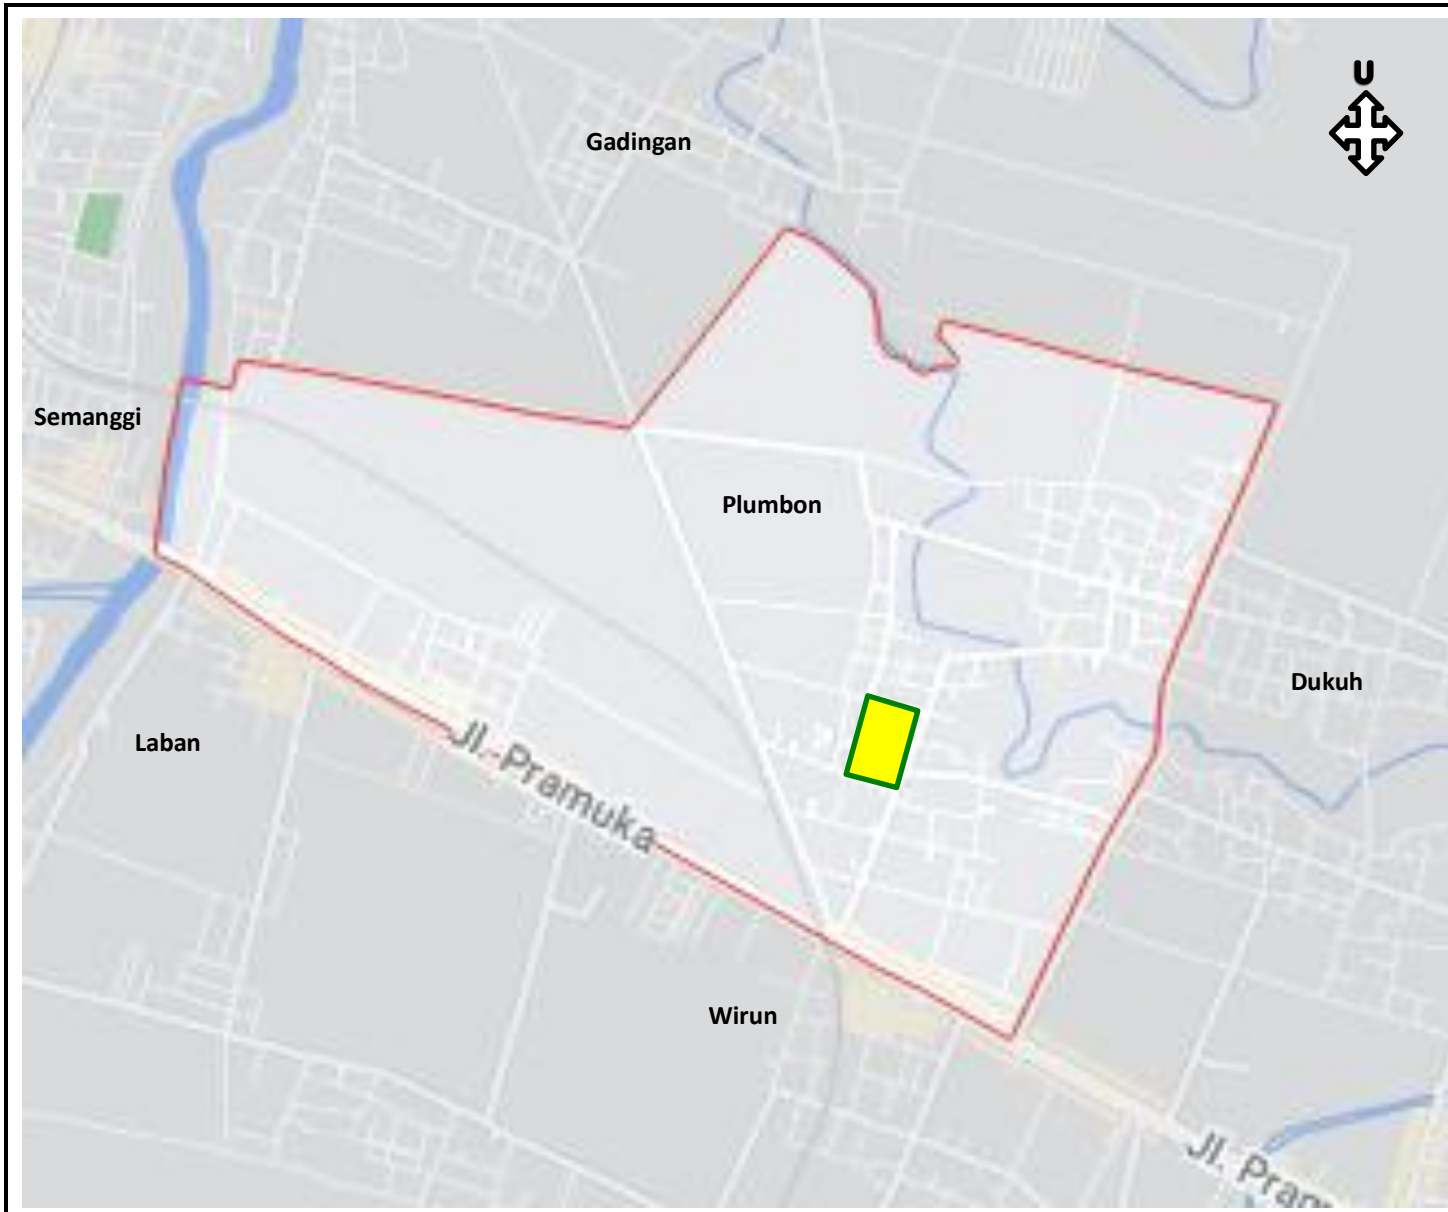 U
Gadingan
Semanggi
Plumbon
Dukuh
Laban
Jl. Pramuka
Wirun
Jl. Pram